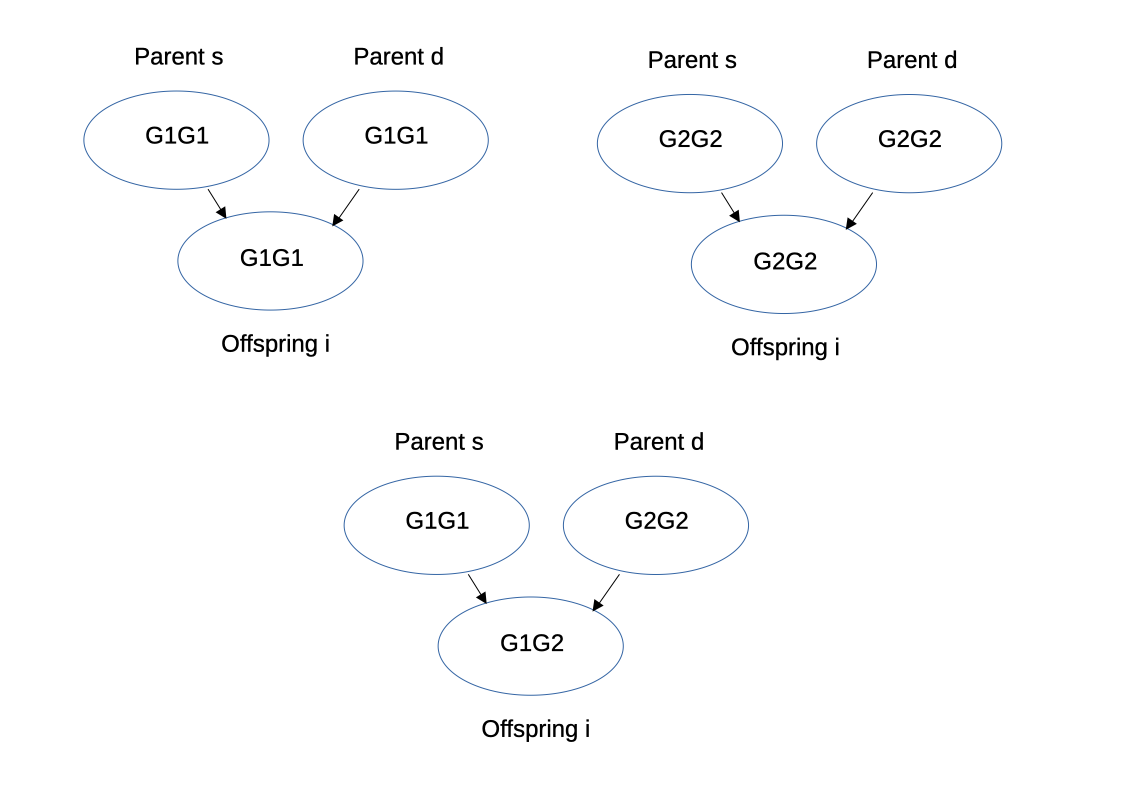 Parent s
Parent d
G1G1
G1G1
G1G1
Offspring i
Parent s
Parent d
G2G2
G2G2
G2G2
Offspring i
Parent s
Parent d
G1G1
G2G2
G1G2
Offspring i